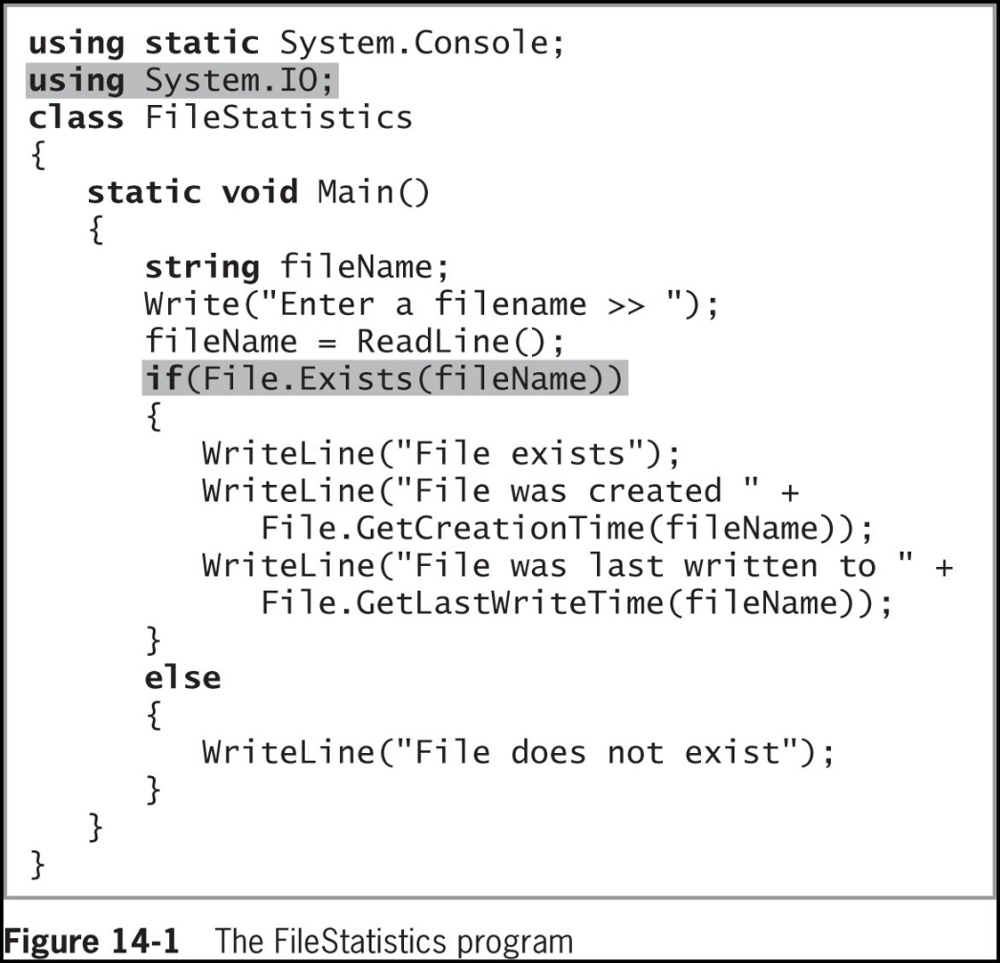 using static System.Console;
using System.IO;
class FileStatistics
{
   static void Main()
   {
      string fileName;
      Write("Enter a filename >> ");
      fileName = ReadLine();
      if(File.Exists(fileName))
      {
         WriteLine("File exists");
         WriteLine("File was created " +
            File.GetCreationTime(fileName));
         WriteLine("File was last written to " +
            File.GetLastWriteTime(fileName));
      }
      else
      {
         WriteLine("File does not exist");
      }
   }
}
Figure 14-1 The FileStatistics program